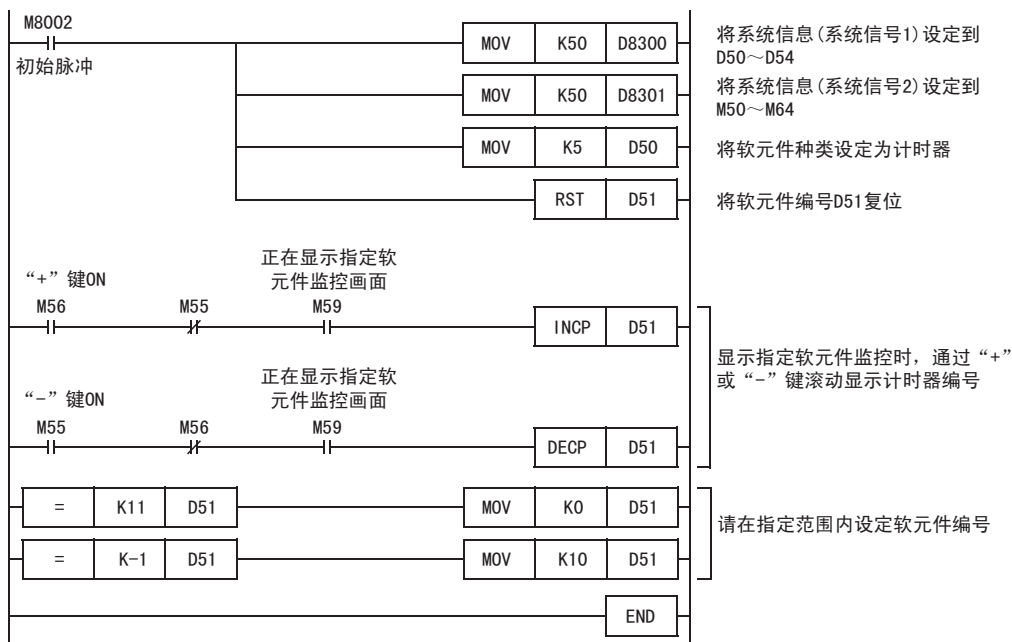 M8002
初始脉冲
MOV K50 D8300
将系统信息(系统信号1)设定到
D50～D54
MOV K50 D8301
将系统信息(系统信号2)设定到
M50～M64
MOV K5 D50
将软元件种类设定为计时器
RST D51
将软元件编号D51复位
“+”键ON
正在显示指定软
元件监控画面
M56 M55 M59
INCP D51
显示指定软元件监控时，通过“+”
或“-”键滚动显示计时器编号
“-”键ON
正在显示指定软
元件监控画面
M55 M56 M59
DECP D51
= K11 D51 MOV K0 D51
请在指定范围内设定软元件编号
= K-1 D51 MOV K10 D51
END